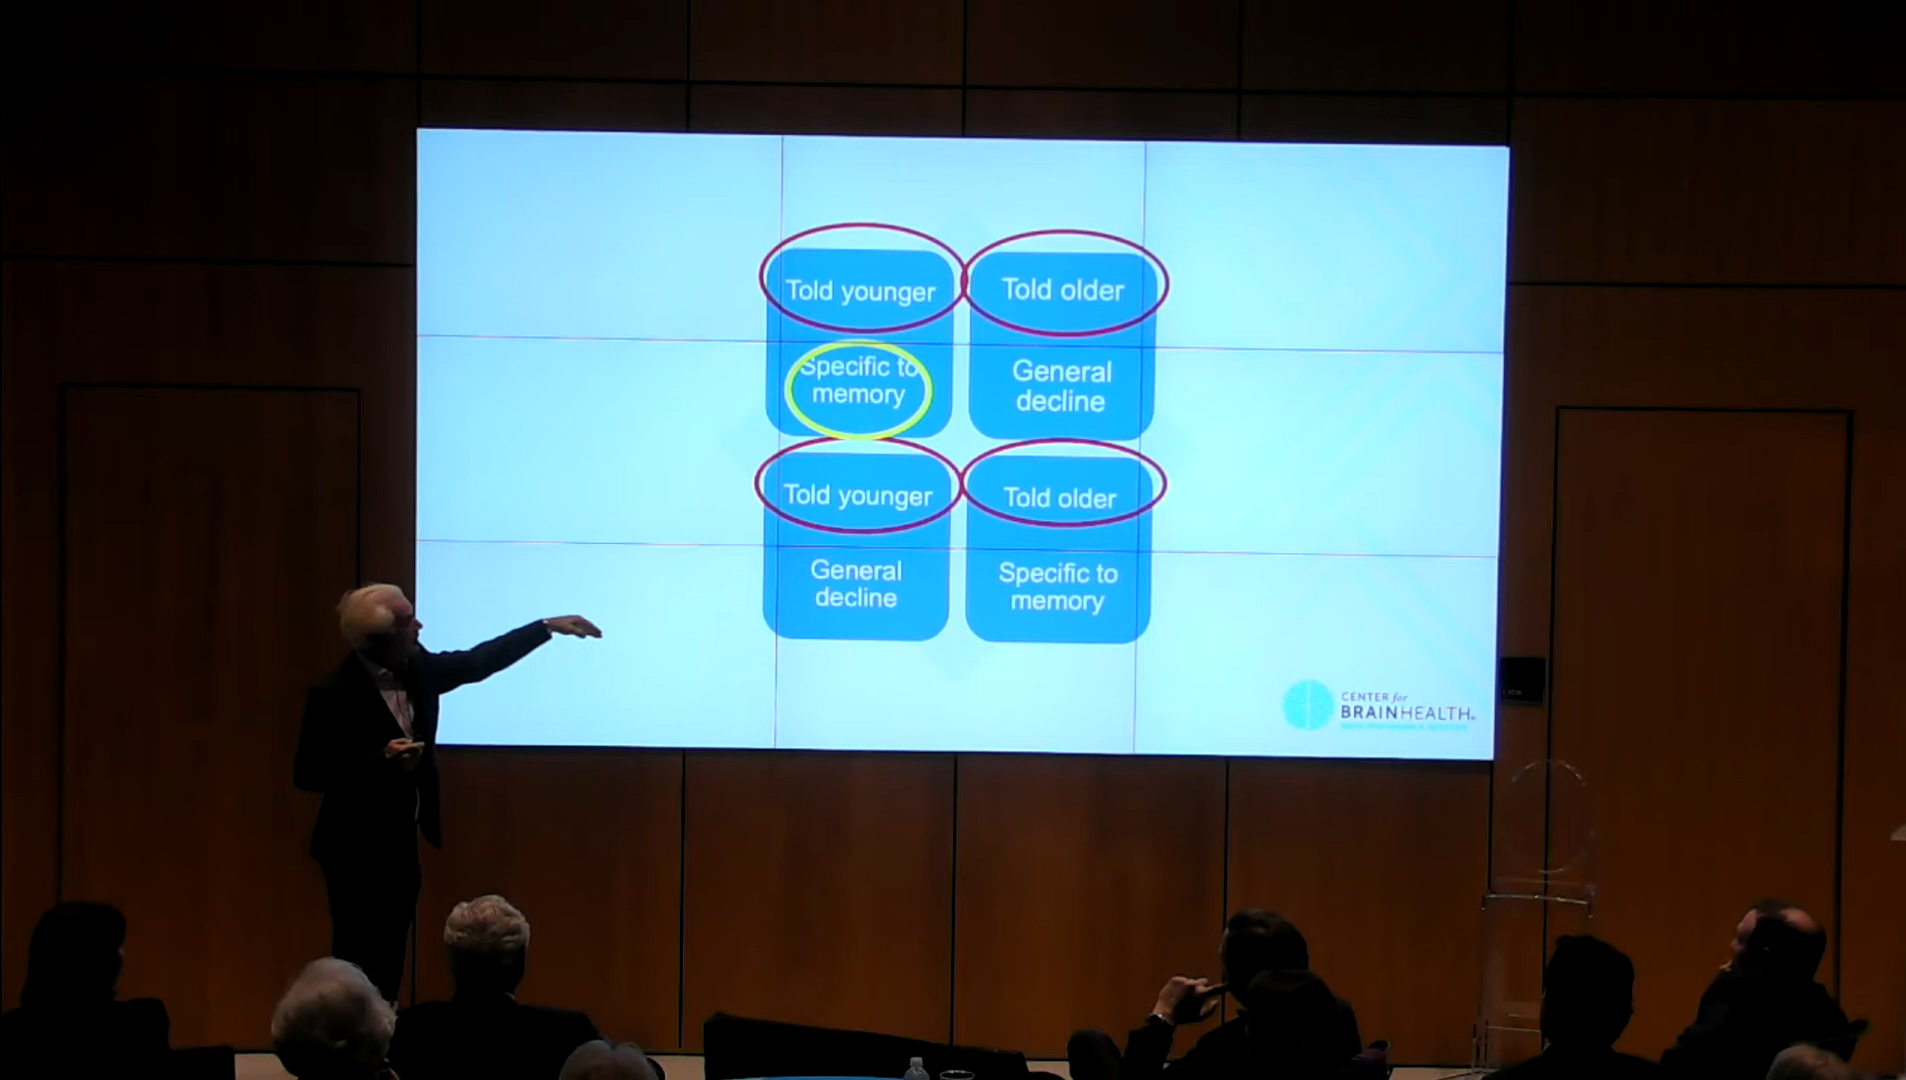 Told younger
Specific to
memory
Told older
General
decline
Told younger
General
decline
Told older
Specific to
memory
CENTER for
BRAINHEALTH